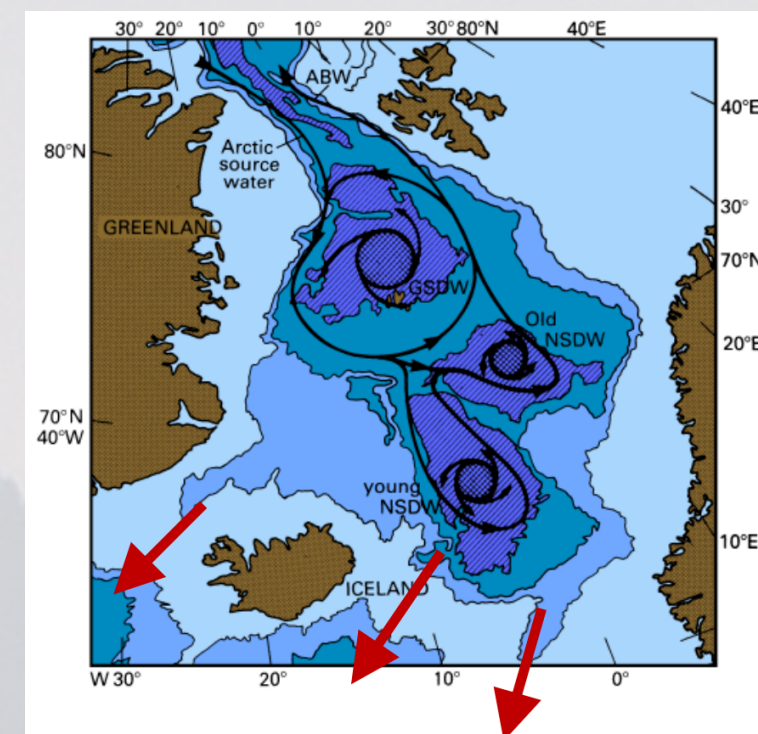 30° 20° 10° 0° 10° 20° 30° 80°N 40°E
ABW
40°E
Arctic
source
water
80°N
30°
GREENLAND
70°N
GSDW
Old
NSDW
20°E
70°N
40°W
young
NSDW
10°E
ICELAND
W 30° 20° 10° 0°